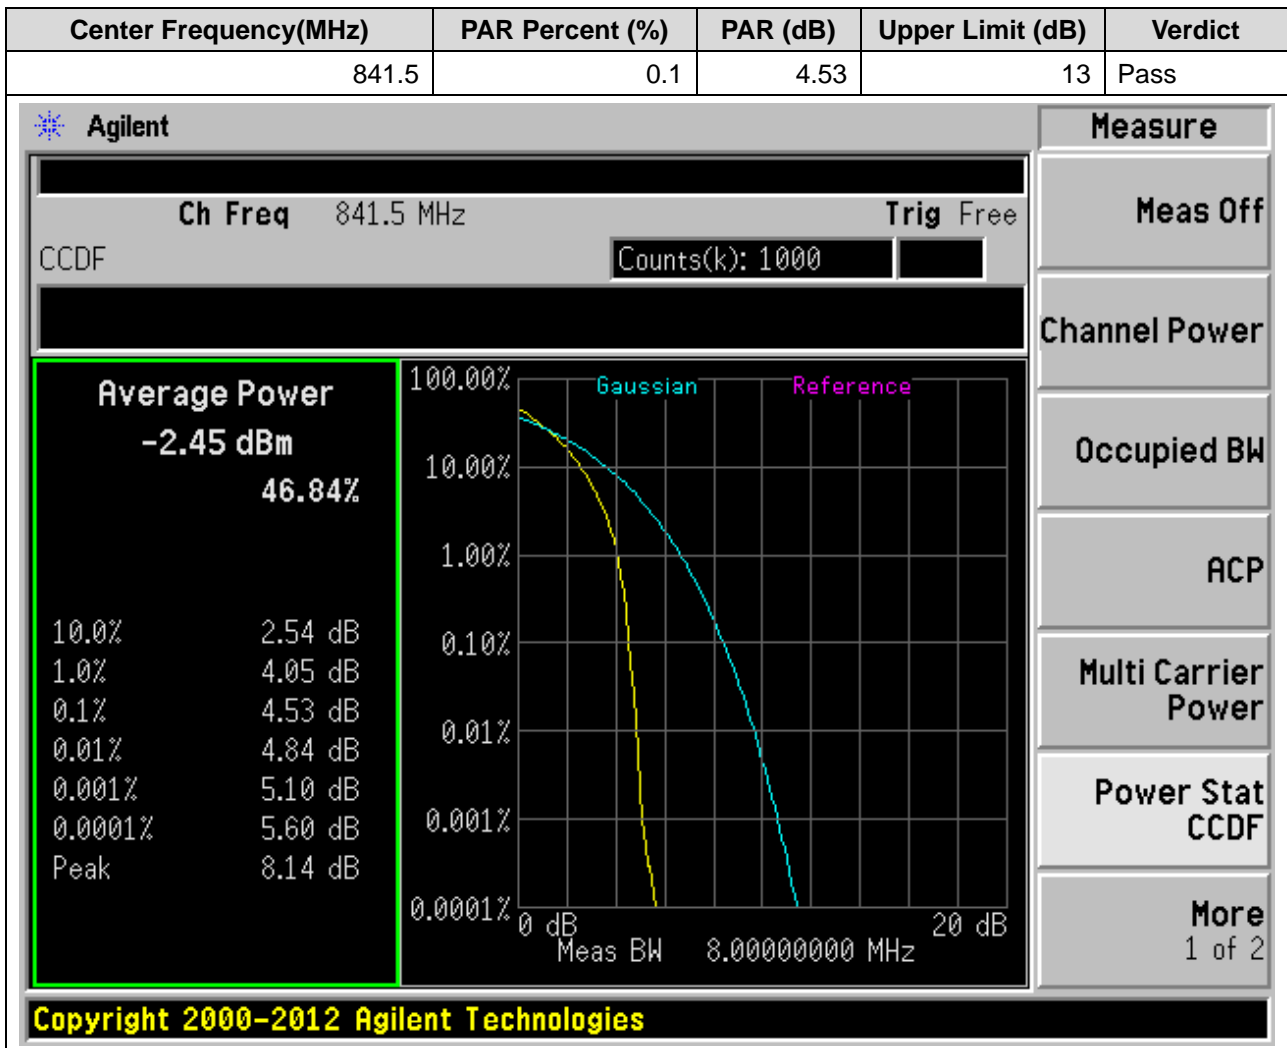 Center Frequency(MHz) PAR Percent (%) PAR (dB) Upper Limit (dB) Verdict
841.5 0.1 4.53 13 Pass
Agilent
Ch Freq 841.5 MHz Trig Free
CCDF Counts(k): 1000
Average Power
-2.45 dBm
46.84%
10.0% 2.54 dB
1.0% 4.05 dB
0.1% 4.53 dB
0.01% 4.84 dB
0.001% 5.10 dB
0.0001% 5.60 dB
Peak 8.14 dB
Gaussian Reference
100.00%
10.00%
1.00%
0.10%
0.01%
0.001%
0.0001%
0 dB 20 dB
Meas BW 8.00000000 MHz
Measure
Meas Off
Channel Power
Occupied BW
ACP
Multi Carrier
Power
Power Stat
CCDF
More
1 of 2
Copyright 2000-2012 Agilent Technologies